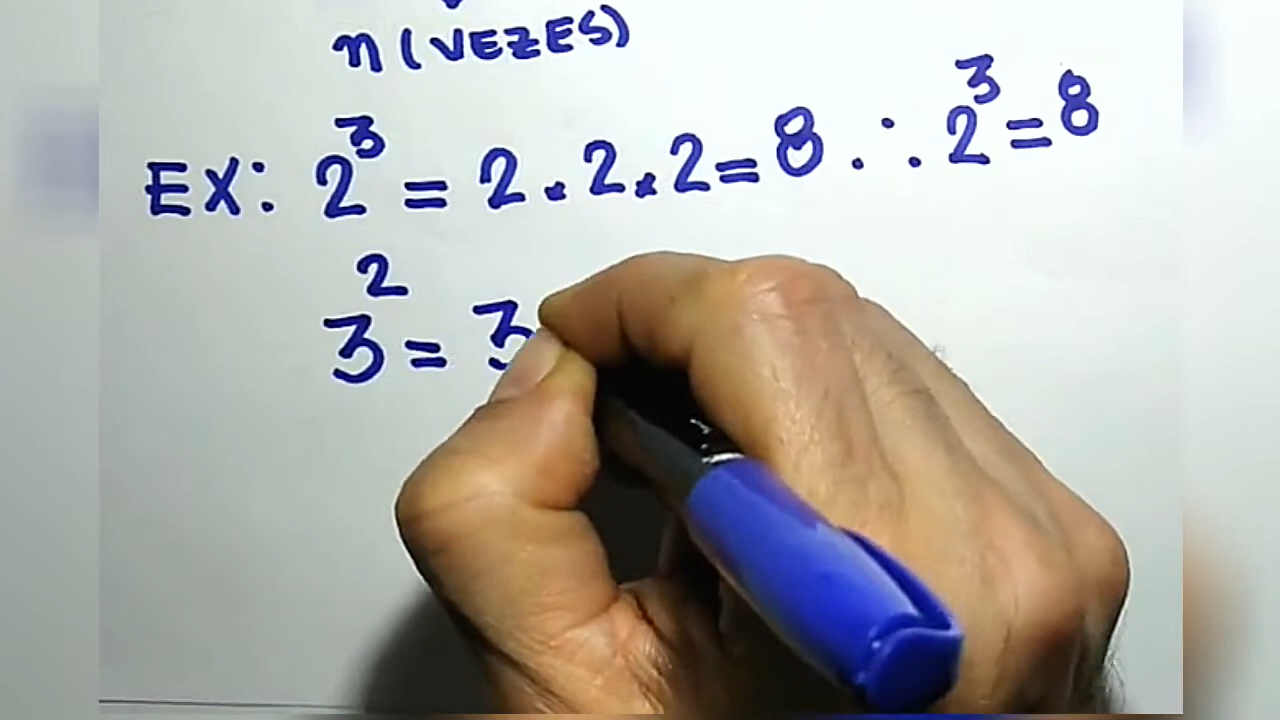 n (VEZES)
EX: 2³ = 2 . 2 . 2 = 8 ∴ 2³ = 8
3² = 3